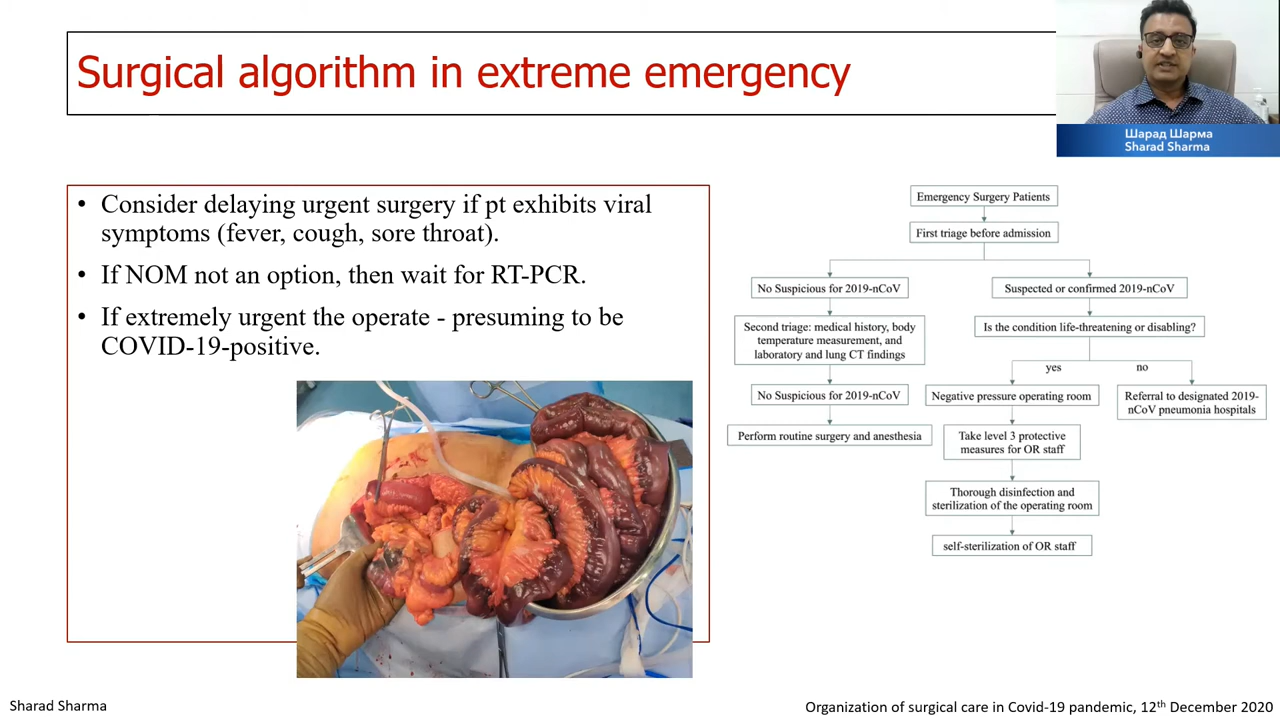 Surgical algorithm in extreme emergency
Шарад Шарма
Sharad Sharma
• Consider delaying urgent surgery if pt exhibits viral
symptoms (fever, cough, sore throat).
• If NOM not an option, then wait for RT-PCR.
• If extremely urgent the operate - presuming to be
COVID-19-positive.
Emergency Surgery Patients
First triage before admission
No Suspicious for 2019-nCoV
Suspected or confirmed 2019-nCoV
Second triage: medical history, body
temperature measurement, and
laboratory and lung CT findings
Is the condition life-threatening or disabling?
yes
no
No Suspicious for 2019-nCoV
Negative pressure operating room
Referral to designated 2019-
nCoV pneumonia hospitals
Perform routine surgery and anesthesia
Take level 3 protective
measures for OR staff
Thorough disinfection and
sterilization of the operating room
self-sterilization of OR staff
Sharad Sharma
Organization of surgical care in Covid-19 pandemic, 12th December 2020